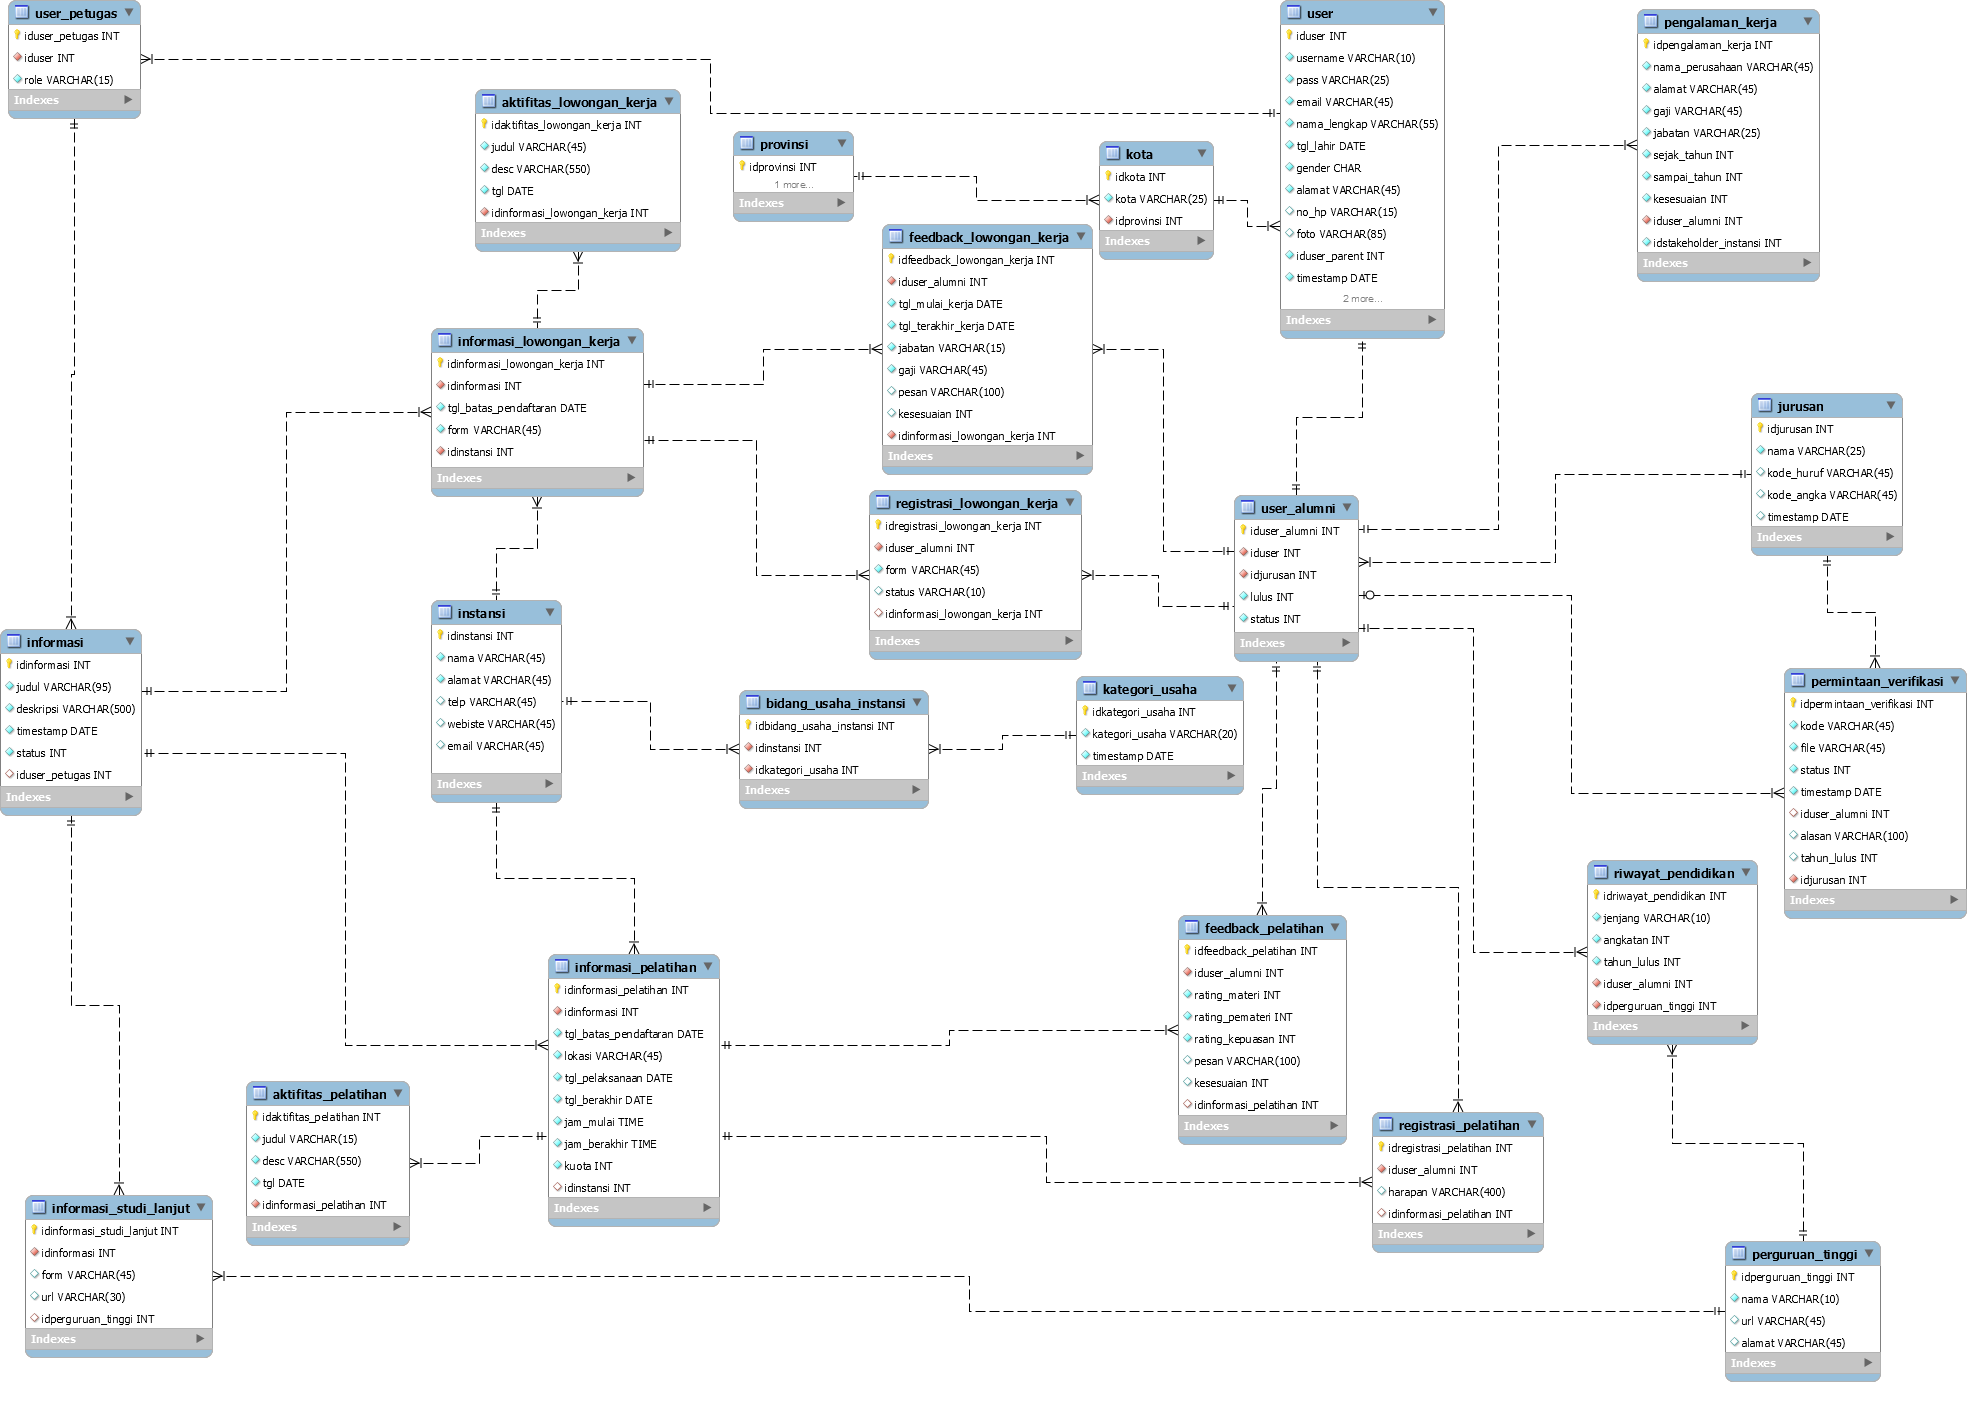 user_petugas
iduser_petugas INT
iduser INT
role VARCHAR(15)
Indexes
aktifitas_lowongan_kerja
idaktifitas_lowongan_kerja INT
judul VARCHAR(45)
desc VARCHAR(550)
tgl DATE
idinformasi_lowongan_kerja INT
Indexes
provinsi
idprovinsi INT
1 more...
Indexes
kota
idkota INT
kota VARCHAR(25)
idprovinsi INT
Indexes
user
iduser INT
username VARCHAR(10)
pass VARCHAR(25)
email VARCHAR(45)
nama_lengkap VARCHAR(55)
tgl_lahir DATE
gender CHAR
alamat VARCHAR(45)
no_hp VARCHAR(15)
foto VARCHAR(85)
iduser_parent INT
timestamp DATE
2 more...
Indexes
pengalaman_kerja
idpengalaman_kerja INT
nama_perusahaan VARCHAR(45)
alamat VARCHAR(45)
gaji VARCHAR(45)
jabatan VARCHAR(25)
sejak_tahun INT
sampai_tahun INT
kesesuaian INT
iduser_alumni INT
idstakeholder_instansi INT
Indexes
feedback_lowongan_kerja
idfeedback_lowongan_kerja INT
iduser_alumni INT
tgl_mulai_kerja DATE
tgl_terakhir_kerja DATE
jabatan VARCHAR(15)
gaji VARCHAR(45)
pesan VARCHAR(100)
kesesuaian INT
idinformasi_lowongan_kerja INT
Indexes
informasi_lowongan_kerja
idinformasi_lowongan_kerja INT
idinformasi INT
tgl_batas_pendaftaran DATE
form VARCHAR(45)
idinstansi INT
Indexes
jurusan
idjurusan INT
nama VARCHAR(25)
kode_huruf VARCHAR(45)
kode_angka VARCHAR(45)
timestamp DATE
Indexes
registrasi_lowongan_kerja
idregistrasi_lowongan_kerja INT
iduser_alumni INT
form VARCHAR(45)
status VARCHAR(10)
idinformasi_lowongan_kerja INT
Indexes
user_alumni
iduser_alumni INT
iduser INT
idjurusan INT
lulus INT
status INT
Indexes
instansi
idinstansi INT
nama VARCHAR(45)
alamat VARCHAR(45)
telp VARCHAR(45)
webiste VARCHAR(45)
email VARCHAR(45)
Indexes
informasi
idinformasi INT
judul VARCHAR(95)
deskripsi VARCHAR(500)
timestamp DATE
status INT
iduser_petugas INT
Indexes
bidang_usaha_instansi
idbidang_usaha_instansi INT
idinstansi INT
idkategori_usaha INT
Indexes
kategori_usaha
idkategori_usaha INT
kategori_usaha VARCHAR(20)
timestamp DATE
Indexes
permintaan_verifikasi
idpermintaan_verifikasi INT
kode VARCHAR(45)
file VARCHAR(45)
status INT
timestamp DATE
iduser_alumni INT
alasan VARCHAR(100)
tahun_lulus INT
idjurusan INT
Indexes
riwayat_pendidikan
idriwayat_pendidikan INT
jenjang VARCHAR(10)
angkatan INT
tahun_lulus INT
iduser_alumni INT
idperguruan_tinggi INT
Indexes
feedback_pelatihan
idfeedback_pelatihan INT
iduser_alumni INT
rating_materi INT
rating_pemateri INT
rating_kepuasan INT
pesan VARCHAR(100)
kesesuaian INT
idinformasi_pelatihan INT
Indexes
informasi_pelatihan
idinformasi_pelatihan INT
idinformasi INT
tgl_batas_pendaftaran DATE
lokasi VARCHAR(45)
tgl_pelaksanaan DATE
tgl_berakhir DATE
jam_mulai TIME
jam_berakhir TIME
kuota INT
idinstansi INT
Indexes
aktifitas_pelatihan
idaktifitas_pelatihan INT
judul VARCHAR(15)
desc VARCHAR(550)
tgl DATE
idinformasi_pelatihan INT
Indexes
registrasi_pelatihan
idregistrasi_pelatihan INT
iduser_alumni INT
harapan VARCHAR(400)
idinformasi_pelatihan INT
Indexes
informasi_studi_lanjut
idinformasi_studi_lanjut INT
idinformasi INT
form VARCHAR(45)
url VARCHAR(30)
idperguruan_tinggi INT
Indexes
perguruan_tinggi
idperguruan_tinggi INT
nama VARCHAR(10)
url VARCHAR(45)
alamat VARCHAR(45)
Indexes